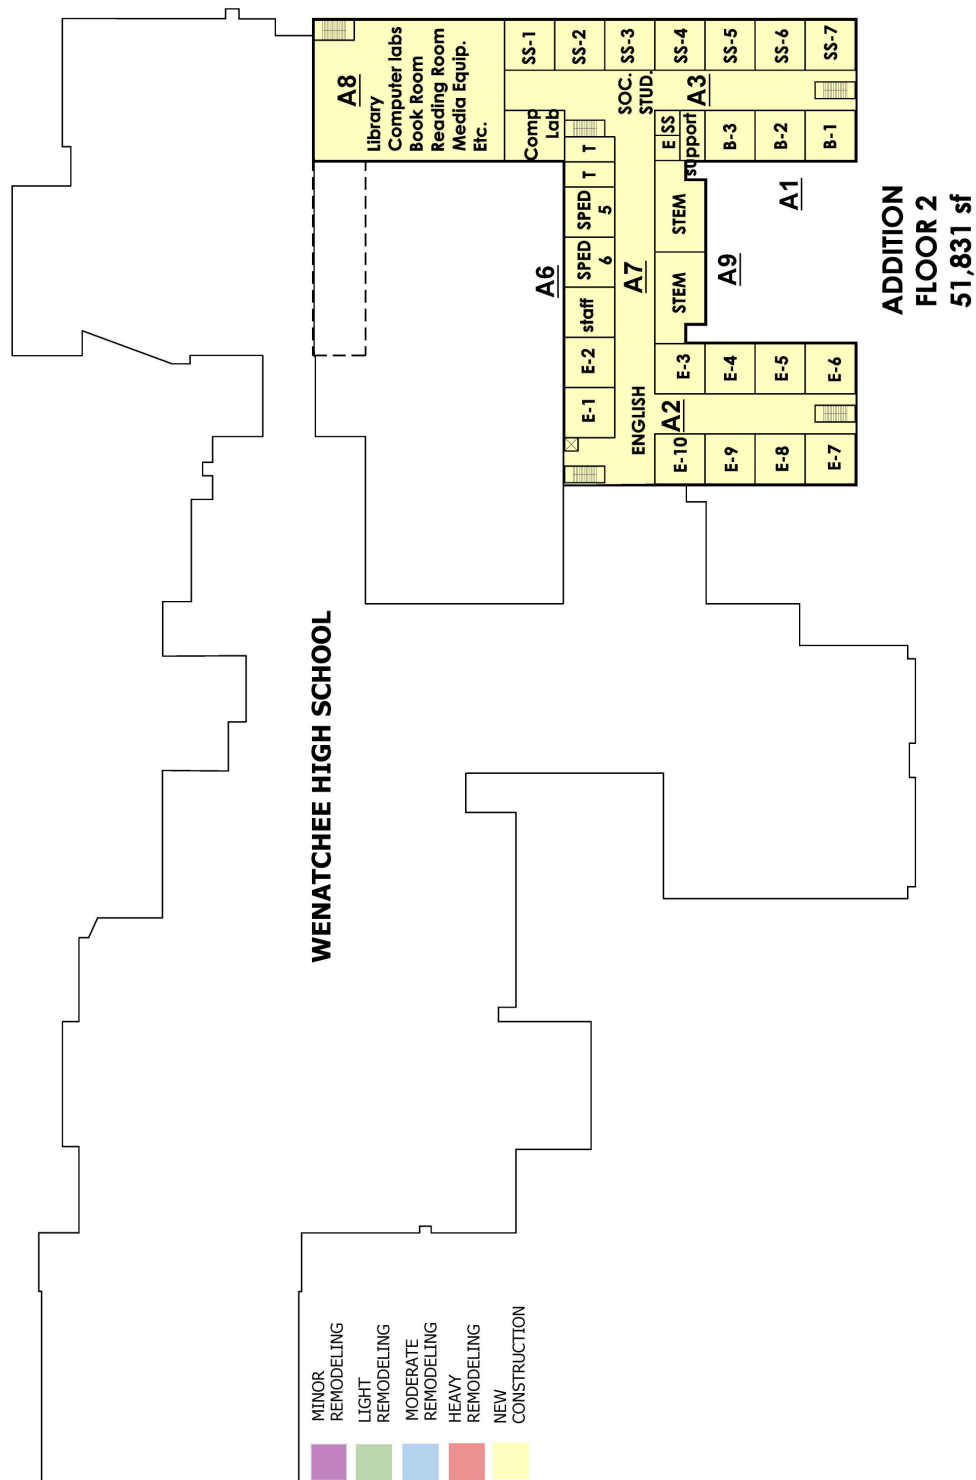 A8
Library
Computer labs
Book Room
Reading Room
Media Equip.
Etc.
SS-1
SS-2
SS-3
SS-4
SS-5
SS-6
SS-7
SOC.
STUD.
A3
Comp
Lab
E
SS
support
B-3
B-2
B-1
T
T
SPED
5
SPED
6
staff
E-2
E-1
A6
A7
STEM
STEM
A9
A1
ENGLISH
A2
E-3
E-4
E-5
E-6
E-10
E-9
E-8
E-7
ADDITION
FLOOR 2
51,831 sf
WENATCHEE HIGH SCHOOL
MINOR
REMODELING
LIGHT
REMODELING
MODERATE
REMODELING
HEAVY
REMODELING
NEW
CONSTRUCTION